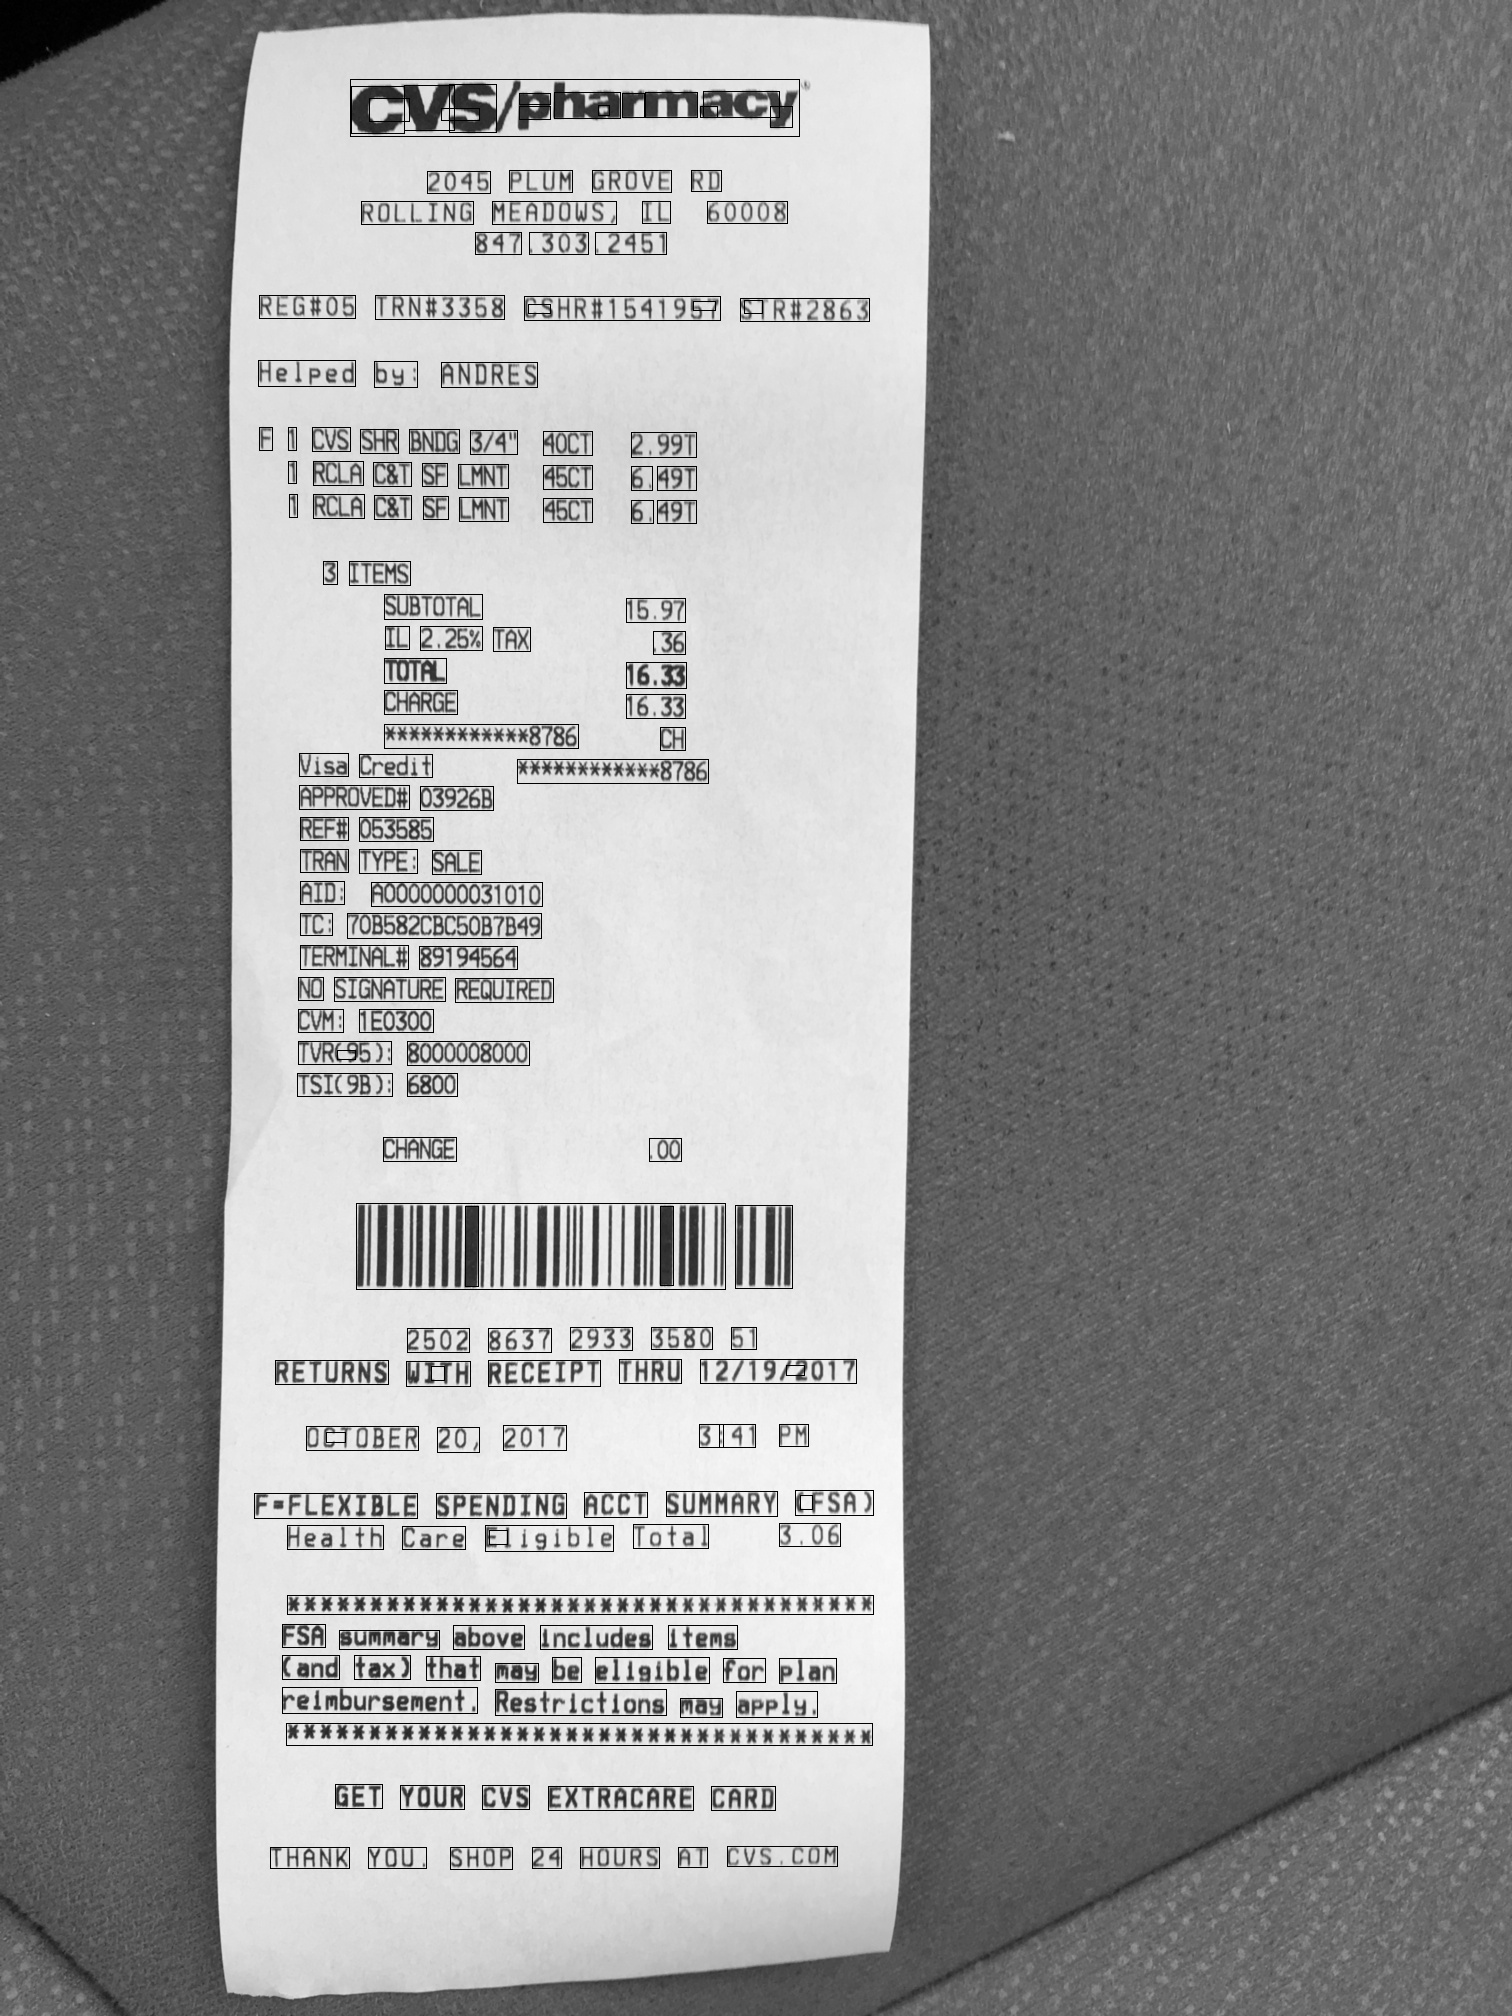 CVS/pharmacy
2045 PLUM GROVE RD
ROLLING MEADOWS, IL 60008
847.303.2451
REG#05 TRN#3358 CSHR#1541957 STR#2863
Helped by: ANDRES
F 1 CVS SHR BNDG 3/4" 40CT 2.99T
1 RCLA C&T SF LMNT 45CT 6.49T
1 RCLA C&T SF LMNT 45CT 6.49T
3 ITEMS
SUBTOTAL 15.97
IL 2.25% TAX .36
TOTAL 16.33
CHARGE 16.33
************8786 CH
Visa Credit ************8786
APPROVED# 03926B
REF# 053585
TRAN TYPE: SALE
AID: A0000000031010
TC: 70B582CBC50B7B49
TERMINAL# 89194564
NO SIGNATURE REQUIRED
CVM: 1E0300
TVR(95): 8000008000
TSI(9B): 6800
CHANGE .00
2502 8637 2933 3580 51
RETURNS WITH RECEIPT THRU 12/19/2017
OCTOBER 20, 2017 3:41 PM
F=FLEXIBLE SPENDING ACCT SUMMARY (FSA)
Health Care Eligible Total 3.06
************************************
FSA summary above includes items
(and tax) that may be eligible for plan
reimbursement. Restrictions may apply.
************************************
GET YOUR CVS EXTRACARE CARD
THANK YOU. SHOP 24 HOURS AT CVS.COM